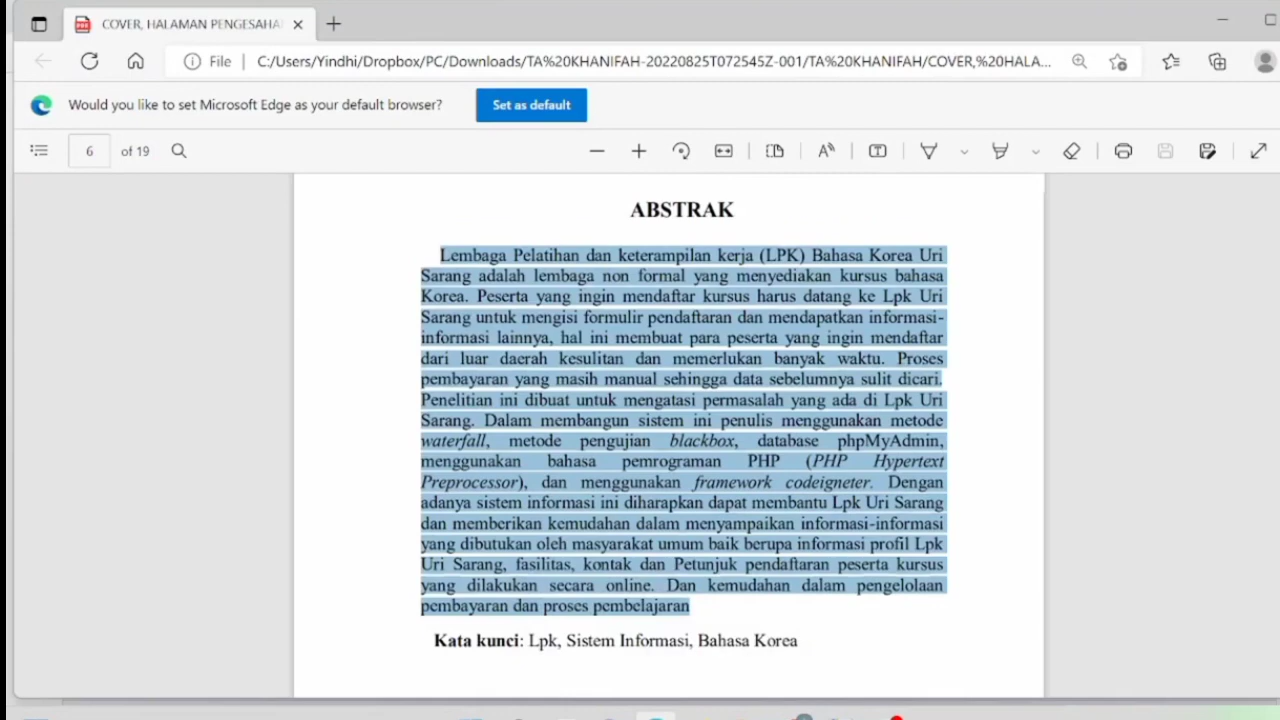 COVER, HALAMAN PENGESAHA
File
C:/Users/Yindhi/Dropbox/PC/Downloads/TA%20KHANIFAH-20220825T072545Z-001/TA%20KHANIFAH/COVER,%20HALA...
Would you like to set Microsoft Edge as your default browser?
Set as default
6 of 19
ABSTRAK
Lembaga Pelatihan dan keterampilan kerja (LPK) Bahasa Korea Uri
Sarang adalah lembaga non formal yang menyediakan kursus bahasa
Korea. Peserta yang ingin mendaftar kursus harus datang ke Lpk Uri
Sarang untuk mengisi formulir pendaftaran dan mendapatkan informasi-
informasi lainnya, hal ini membuat para peserta yang ingin mendaftar
dari luar daerah kesulitan dan memerlukan banyak waktu. Proses
pembayaran yang masih manual sehingga data sebelumnya sulit dicari.
Penelitian ini dibuat untuk mengatasi permasalah yang ada di Lpk Uri
Sarang. Dalam membangun sistem ini penulis menggunakan metode
waterfall, metode pengujian blackbox, database phpMyAdmin,
menggunakan bahasa pemrograman PHP (PHP Hypertext
Preprocessor), dan menggunakan framework codeigneter. Dengan
adanya sistem informasi ini diharapkan dapat membantu Lpk Uri Sarang
dan memberikan kemudahan dalam menyampaikan informasi-informasi
yang dibutukan oleh masyarakat umum baik berupa informasi profil Lpk
Uri Sarang, fasilitas, kontak dan Petunjuk pendaftaran peserta kursus
yang dilakukan secara online. Dan kemudahan dalam pengelolaan
pembayaran dan proses pembelajaran
Kata kunci: Lpk, Sistem Informasi, Bahasa Korea